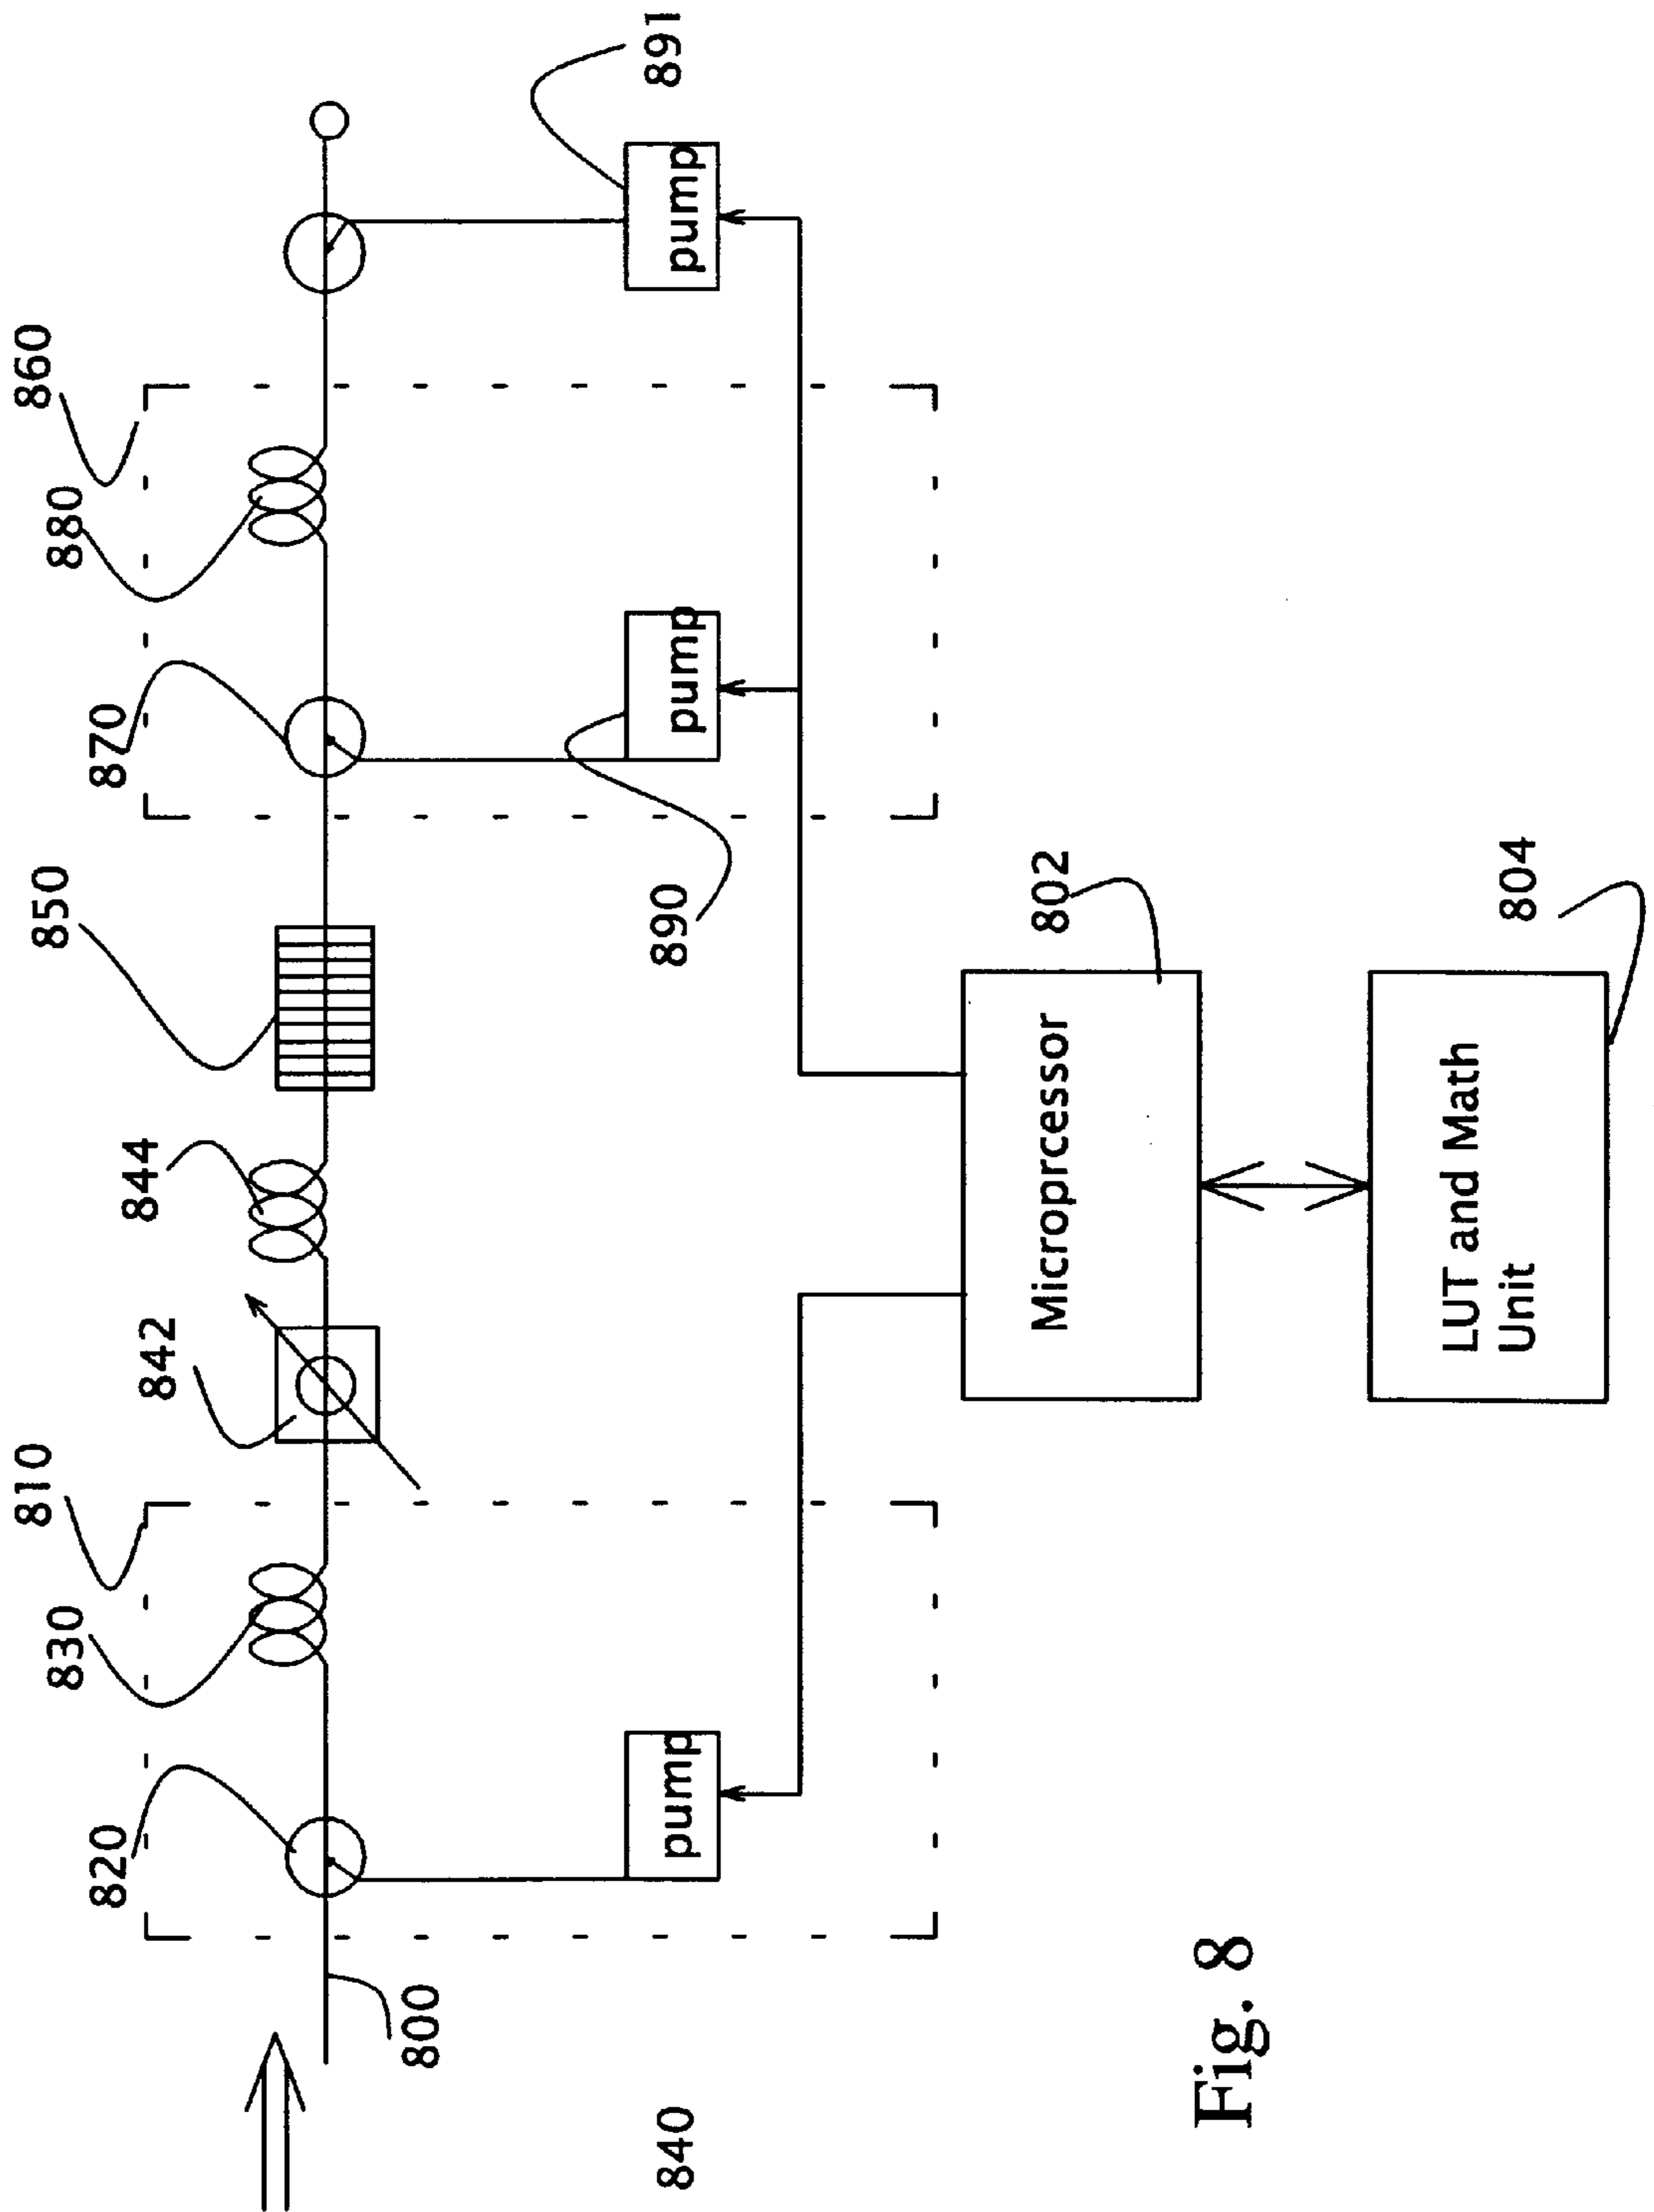 860
880
870
891
pump
pump
850
890
844
842
810
830
820
pump
800
840
Microprcessor
802
LUT and Math
Unit
804
Fig. 8